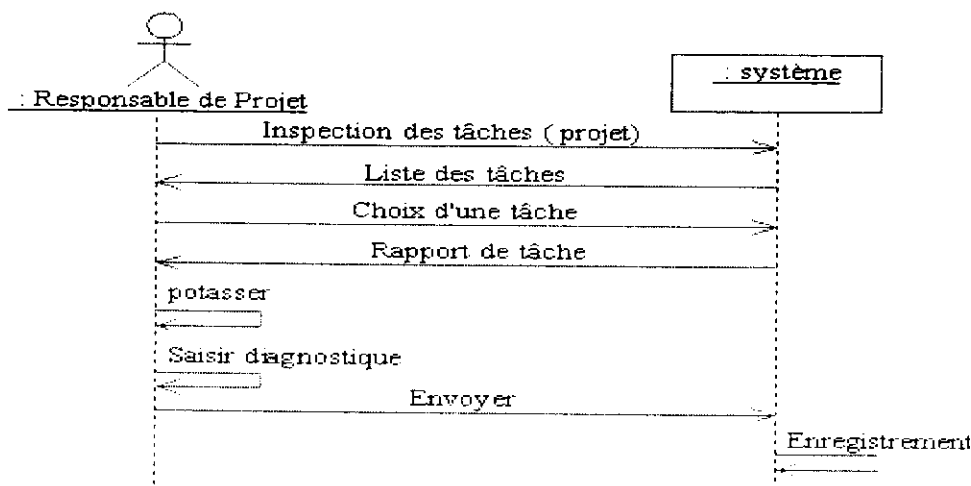 : système
: Responsable de Projet
Inspection des tâches ( projet)
Liste des tâches
Choix d'une tâche
Rapport de tâche
potasser
Saisir diagnostique
Envoyer
Enregistrement